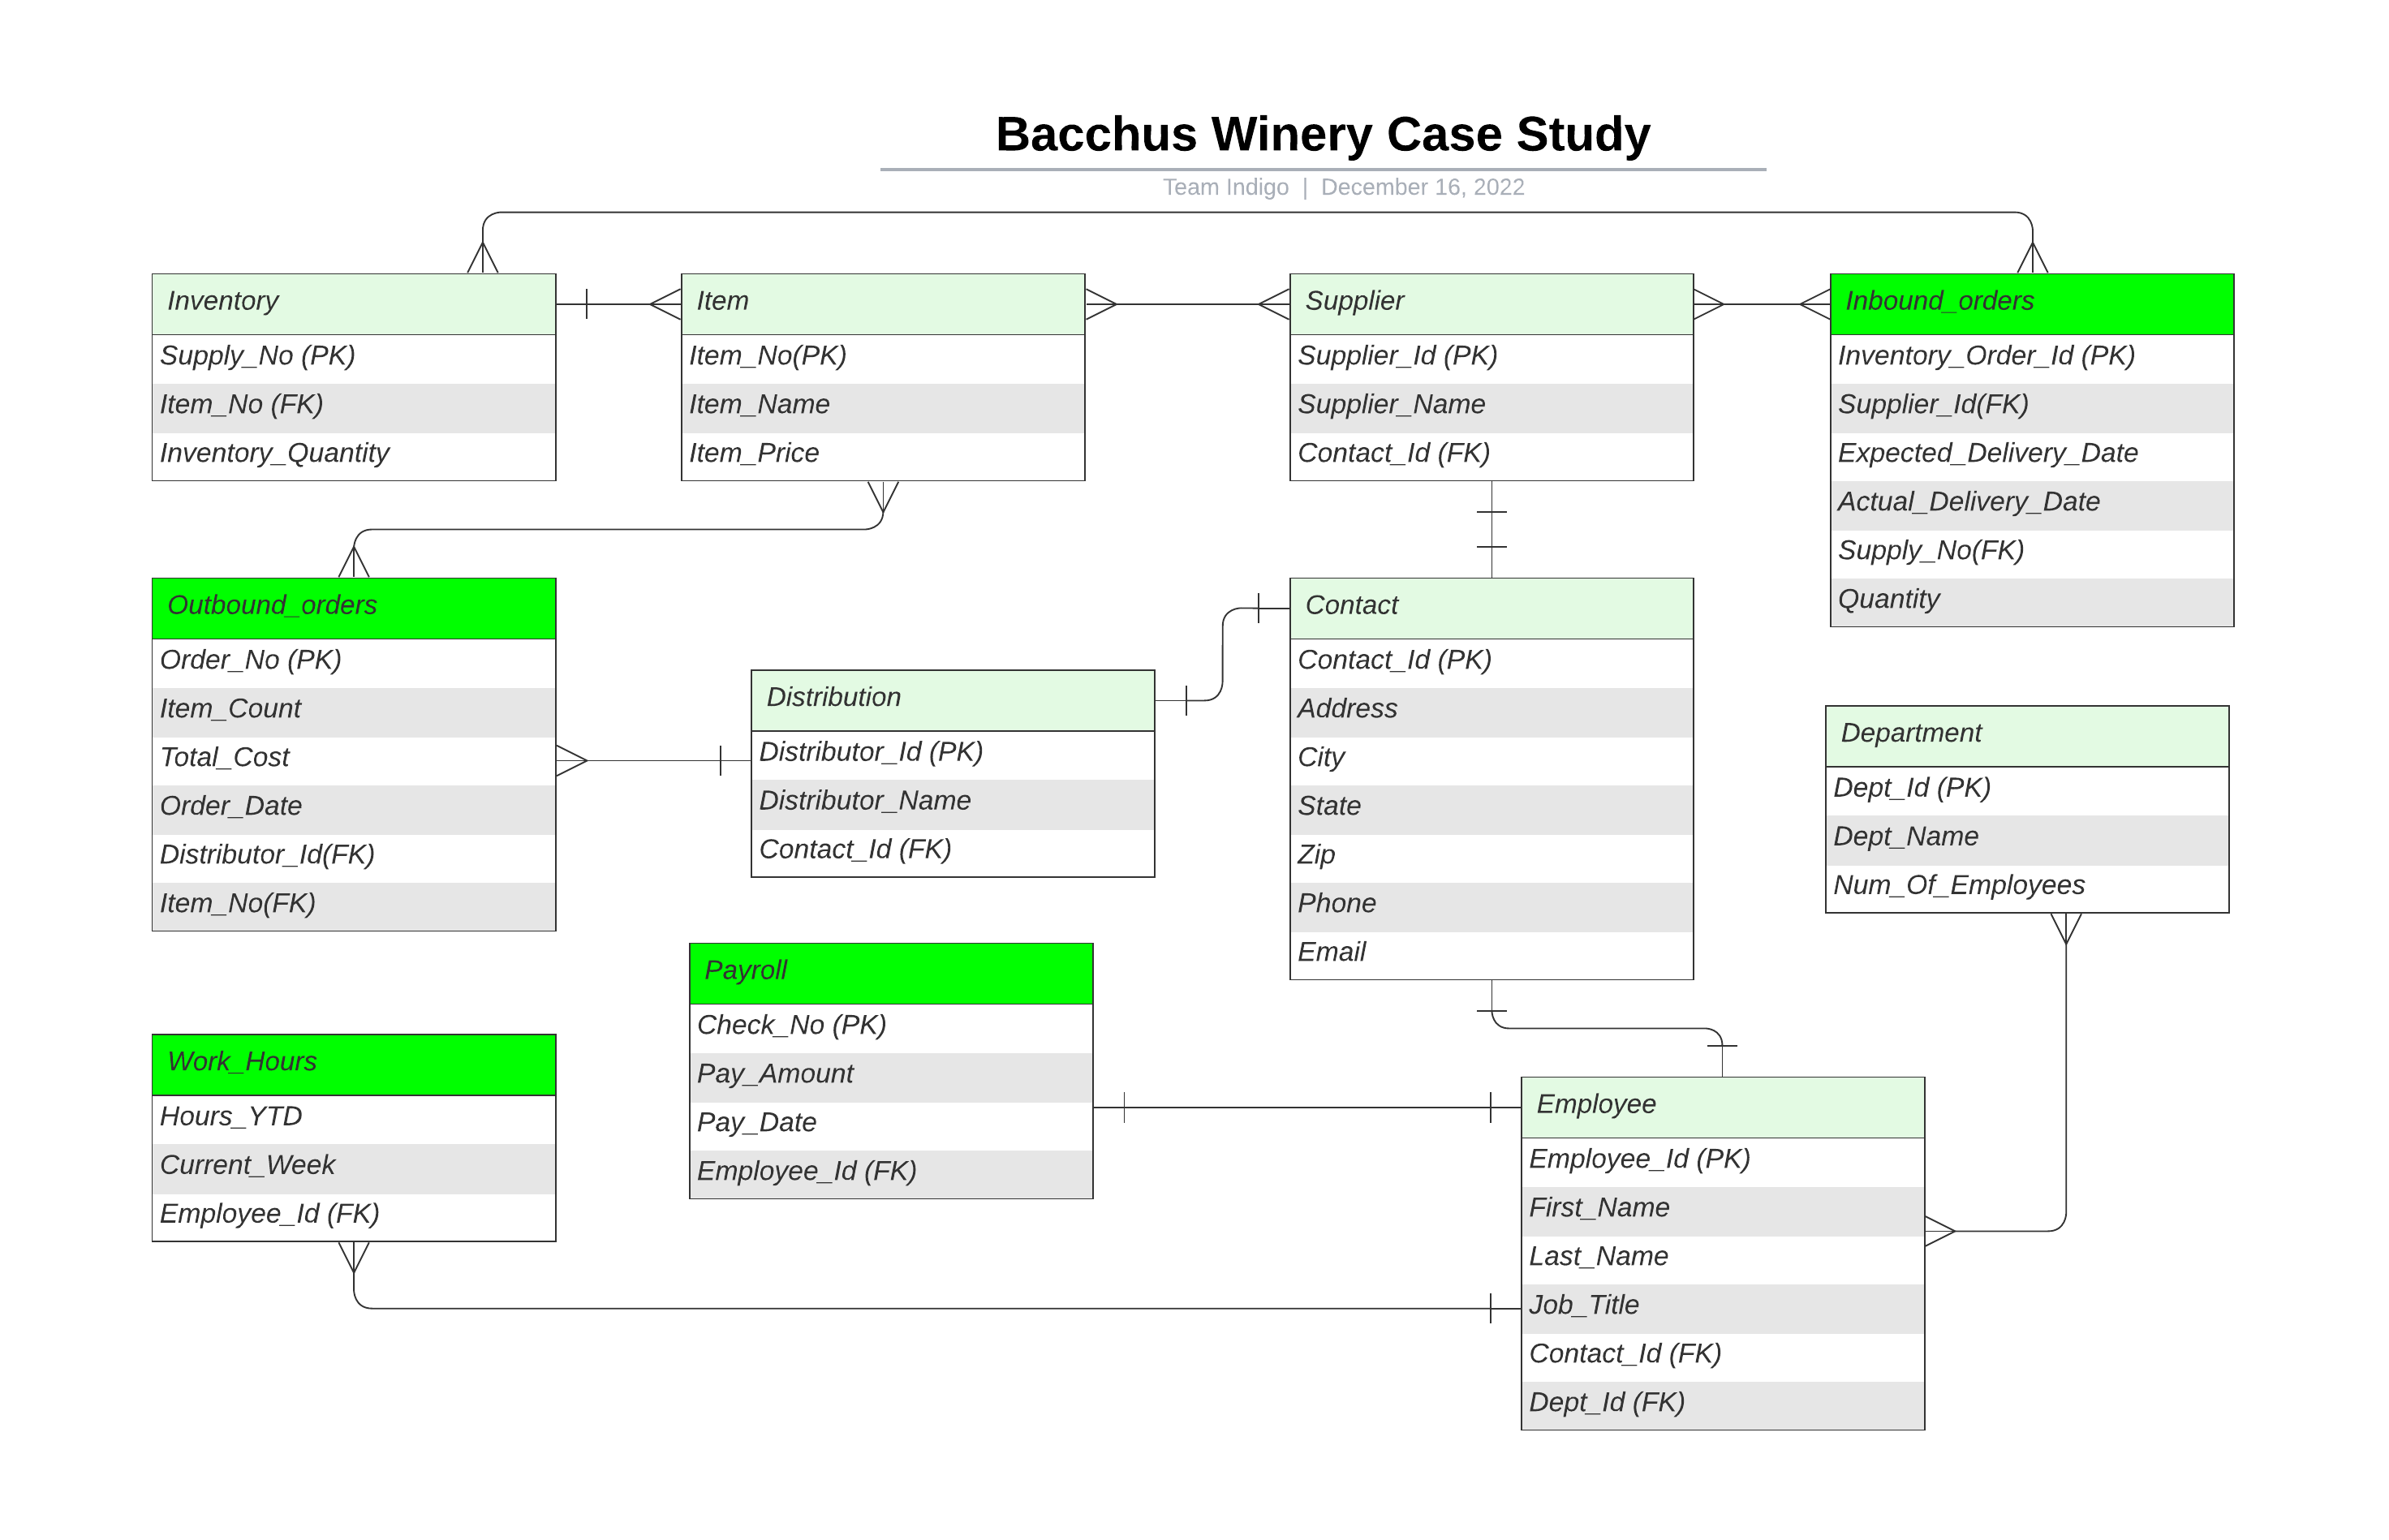 Bacchus Winery Case Study
Team Indigo | December 16, 2022
Inventory
Supply_No (PK)
Item_No (FK)
Inventory_Quantity
Item
Item_No(PK)
Item_Name
Item_Price
Supplier
Supplier_Id (PK)
Supplier_Name
Contact_Id (FK)
Inbound_orders
Inventory_Order_Id (PK)
Supplier_Id(FK)
Expected_Delivery_Date
Actual_Delivery_Date
Supply_No(FK)
Quantity
Outbound_orders
Order_No (PK)
Item_Count
Total_Cost
Order_Date
Distributor_Id(FK)
Item_No(FK)
Distribution
Distributor_Id (PK)
Distributor_Name
Contact_Id (FK)
Contact
Contact_Id (PK)
Address
City
State
Zip
Phone
Email
Department
Dept_Id (PK)
Dept_Name
Num_Of_Employees
Payroll
Check_No (PK)
Pay_Amount
Pay_Date
Employee_Id (FK)
Work_Hours
Hours_YTD
Current_Week
Employee_Id (FK)
Employee
Employee_Id (PK)
First_Name
Last_Name
Job_Title
Contact_Id (FK)
Dept_Id (FK)